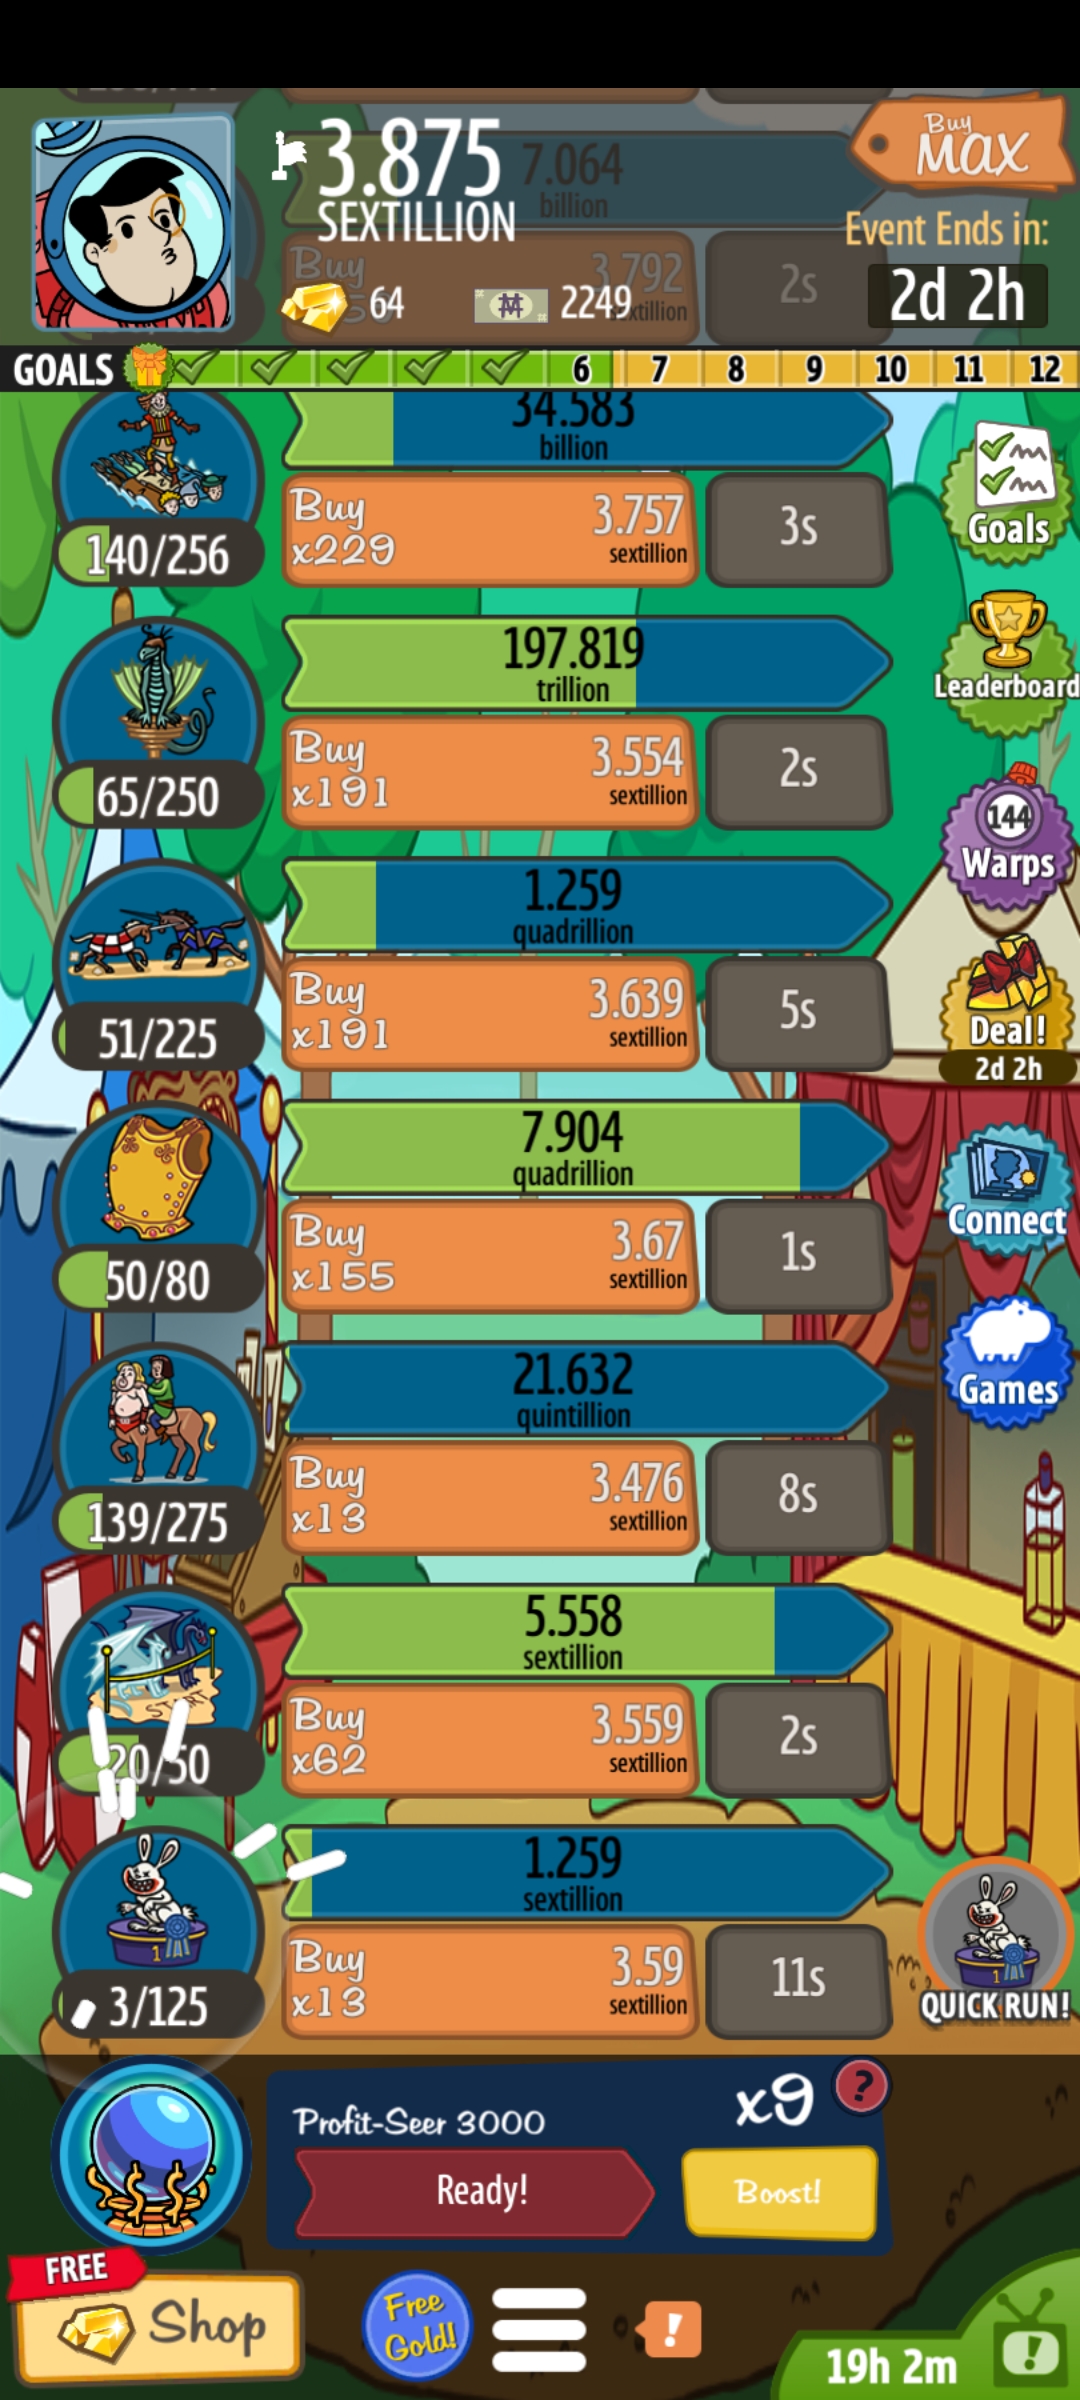 3.875
SEXTILLION
7.064
billion
Buy
3.792
sextillion
2s
64
2249
Buy
MAX
Event Ends in:
2d 2h
GOALS
6 7 8 9 10 11 12
34.583
billion
Buy
x229
3.757
sextillion
3s
140/256
Goals
197.819
trillion
Buy
x191
3.554
sextillion
2s
65/250
Leaderboard
144
Warps
1.259
quadrillion
Buy
x191
3.639
sextillion
5s
51/225
Deal!
2d 2h
7.904
quadrillion
Buy
x155
3.67
sextillion
1s
50/80
Connect
21.632
quintillion
Buy
x13
3.476
sextillion
8s
139/275
Games
5.558
sextillion
Buy
x62
3.559
sextillion
2s
START
20/50
1.259
sextillion
Buy
x13
3.59
sextillion
11s
1
3/125
1
QUICK RUN!
Profit-Seer 3000
x9
?
Ready!
Boost!
FREE
Shop
Free
Gold!
!
19h 2m
!